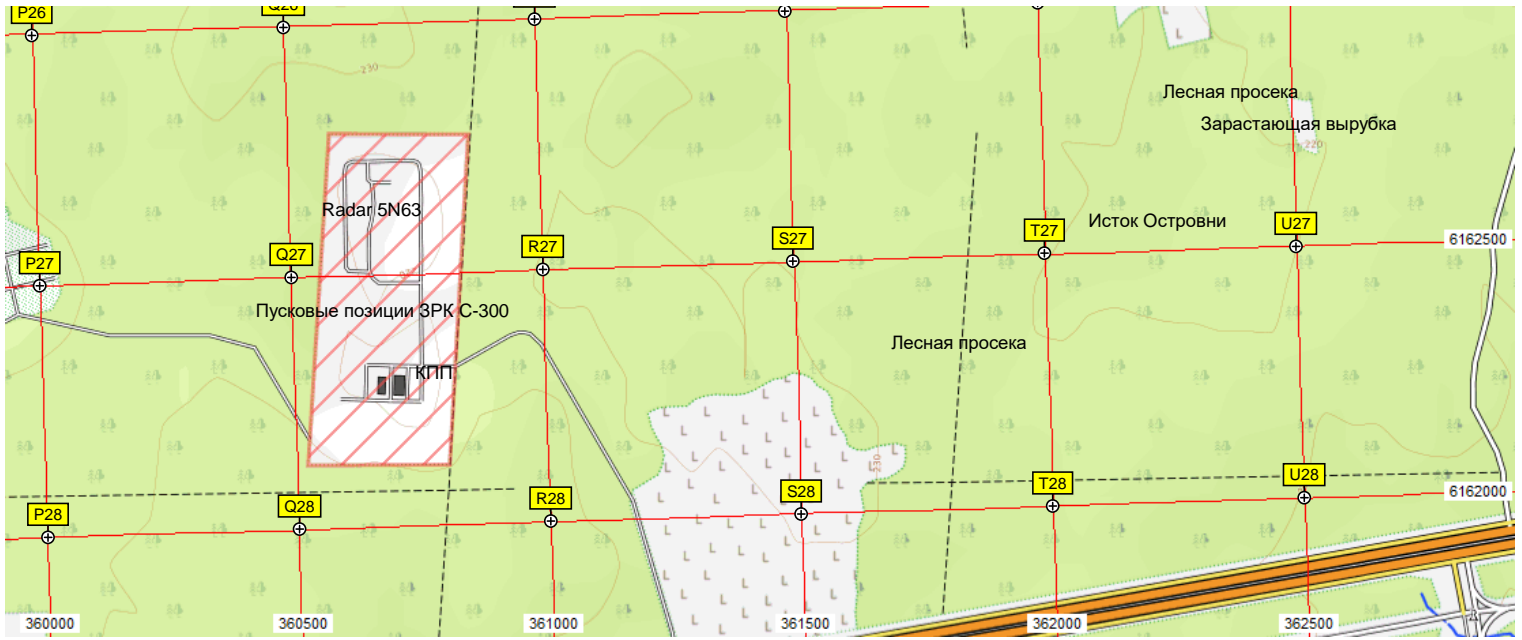 P26
Q26
230
Лесная просека
Зарастающая вырубка
220
Radar 5N63
Исток Островни
P27
Q27
R27
S27
T27
U27
6162500
Пусковые позиции ЗРК С-300
Лесная просека
КПП
230
P28
Q28
R28
S28
T28
U28
6162000
360000
360500
361000
361500
362000
362500